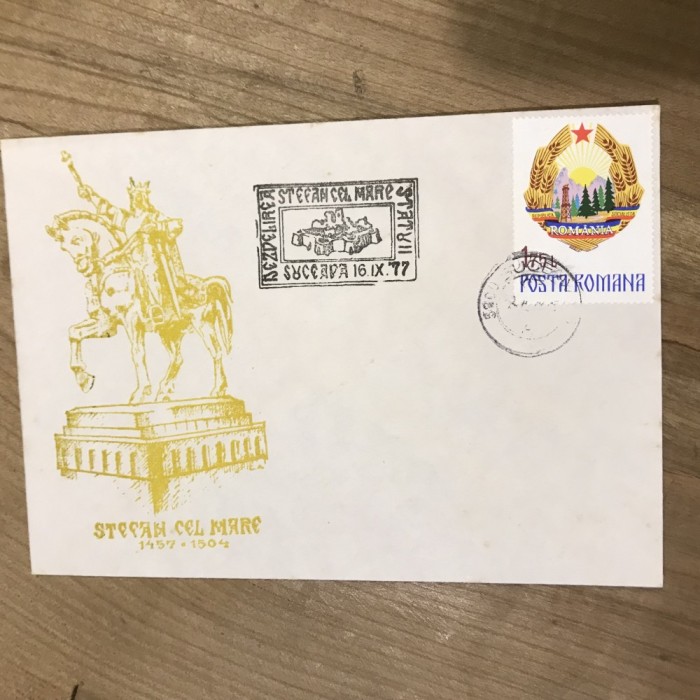 DEZVELIREA
STEFAN CEL MARE
STATUII
SUCEAVA 16.IX.'77
ROMANIA
POSTA ROMANA
STEFAN CEL MARE
1457 • 1504